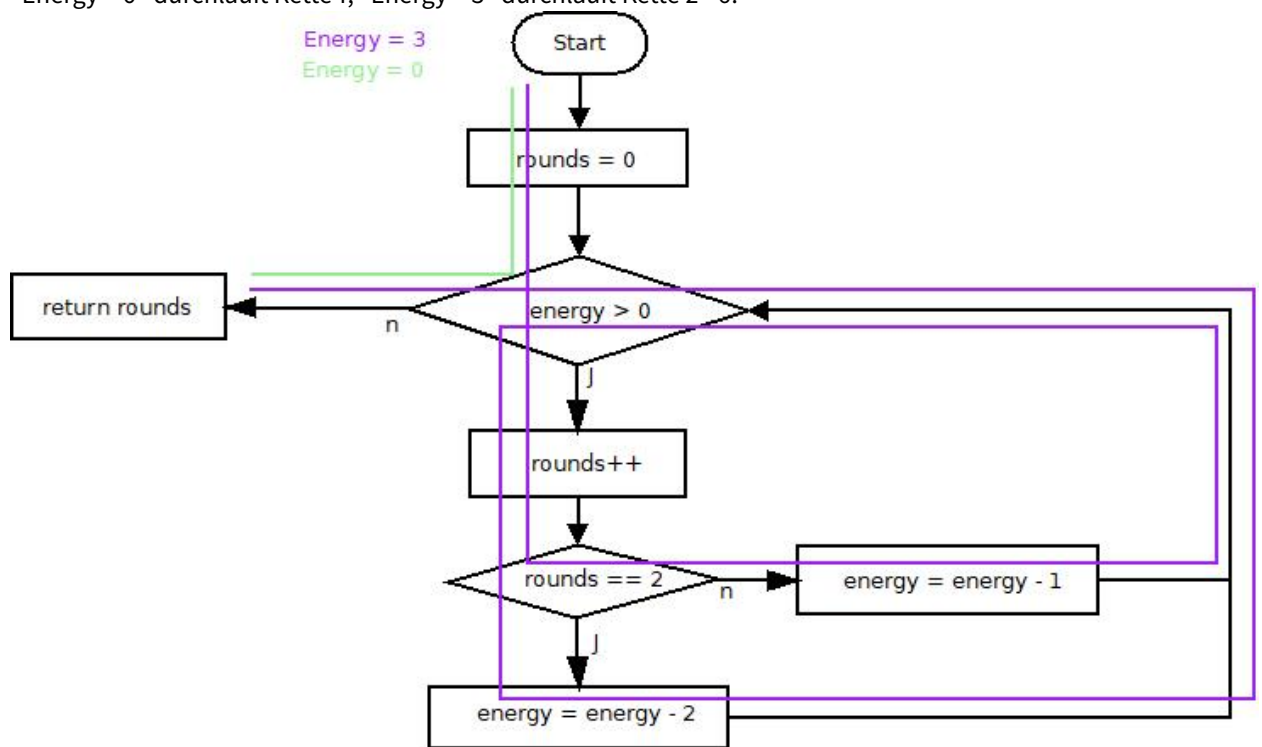 Energy = 3
Start
Energy = 0
rounds = 0
return rounds
energy > 0
n
J
rounds++
rounds == 2
energy = energy - 1
n
J
energy = energy - 2